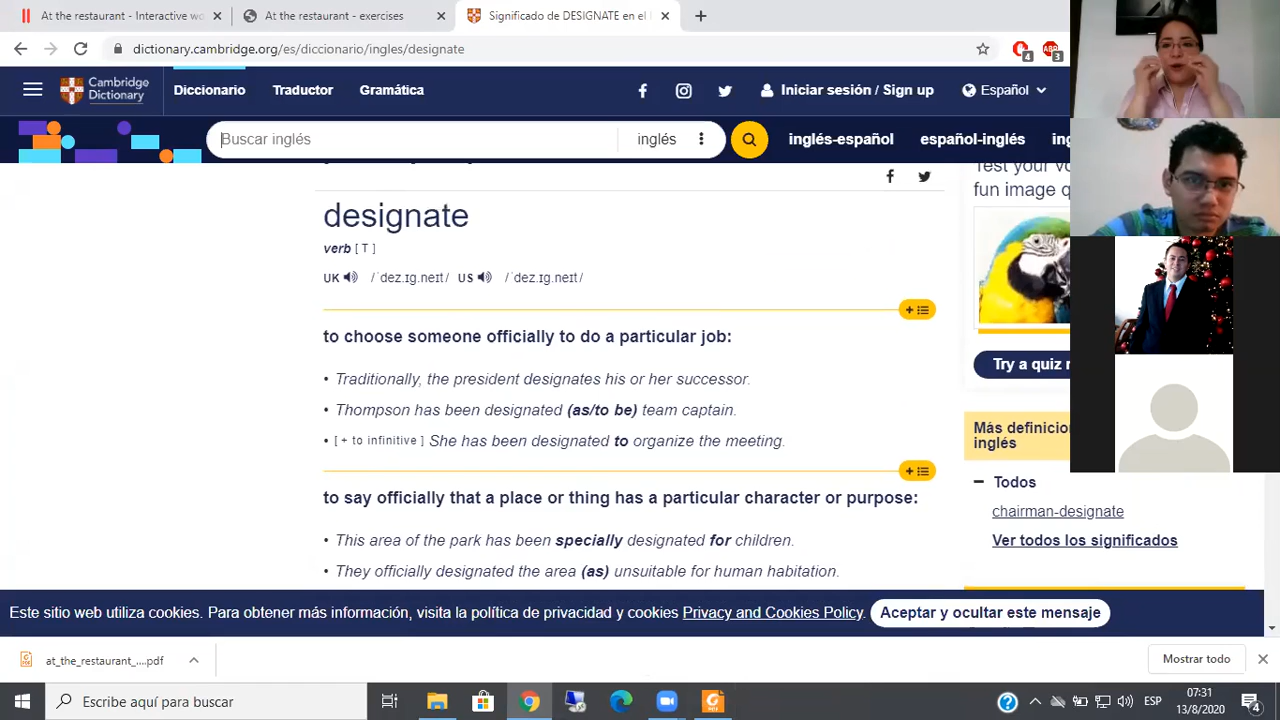 At the restaurant - Interactive wo
At the restaurant - exercises
Significado de DESIGNATE en el
dictionary.cambridge.org/es/diccionario/ingles/designate
4
3
Cambridge
Dictionary
Diccionario
Traductor
Gramática
Iniciar sesión / Sign up
Español
Buscar inglés
inglés
inglés-español
español-inglés
Test your vo
fun image q
designate
verb [ T ]
UK /ˈdez.ɪɡ.neɪt/ US /ˈdez.ɪɡ.neɪt/
to choose someone officially to do a particular job:
• Traditionally, the president designates his or her successor.
• Thompson has been designated (as/to be) team captain.
• [ + to infinitive ] She has been designated to organize the meeting.
Try a quiz
Más definicio
inglés
to say officially that a place or thing has a particular character or purpose:
• This area of the park has been specially designated for children.
• They officially designated the area (as) unsuitable for human habitation.
Todos
chairman-designate
Ver todos los significados
Este sitio web utiliza cookies. Para obtener más información, visita la política de privacidad y cookies Privacy and Cookies Policy.
Aceptar y ocultar este mensaje
at_the_restaurant_....pdf
Mostrar todo
Escribe aquí para buscar
ESP
07:31
13/8/2020
4